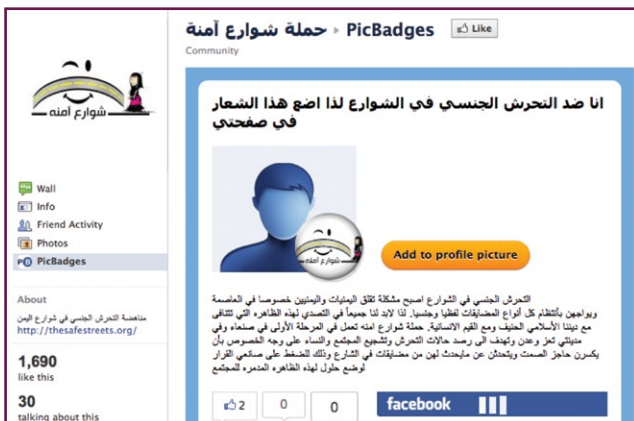 حملة شوارع آمنة ‹ PicBadges
Like
Community
شوارع آمنه
Wall
Info
Friend Activity
Photos
PicBadges
About
مناهضة التحرش الجنسي في شوارع اليمن
http://thesafestreets.org/
1,690
like this
30
talking about this
انا ضد التحرش الجنسي في الشوارع لذا اضع هذا الشعار
في صفحتي
شوارع آمنه
Add to profile picture
التحرش الجنسي في الشوارع اصبح مشكلة تقلق اليمنيات واليمنيين خصوصا في العاصمة
ويواجهن بأنتظام كل أنواع المضايقات لفظيا وجنسيا. لذا لابد لنا جميعاً في التصدي لهذه الظاهره التي تتنافى
مع ديننا الأسلامي الحنيف ومع القيم الانسانية. حملة شوارع امنه تعمل في المرحلة الأولى في صنعاء وفي
مدينتي تعز وعدن وتهدف الى رصد حالات التحرش وتشجيع المجتمع والنساء على وجه الخصوص بأن
يكسرن حاجز الصمت ويتحدثن عن مايحدث لهن من مضايقات في الشارع وذلك للضغط على صانعي القرار
لوضع حلول لهذه الظاهره المدمره للمجتمع
2
0
0
facebook